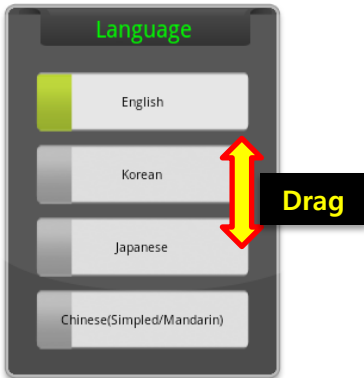 Language
English
Korean
Drag
Japanese
Chinese(Simpled/Mandarin)